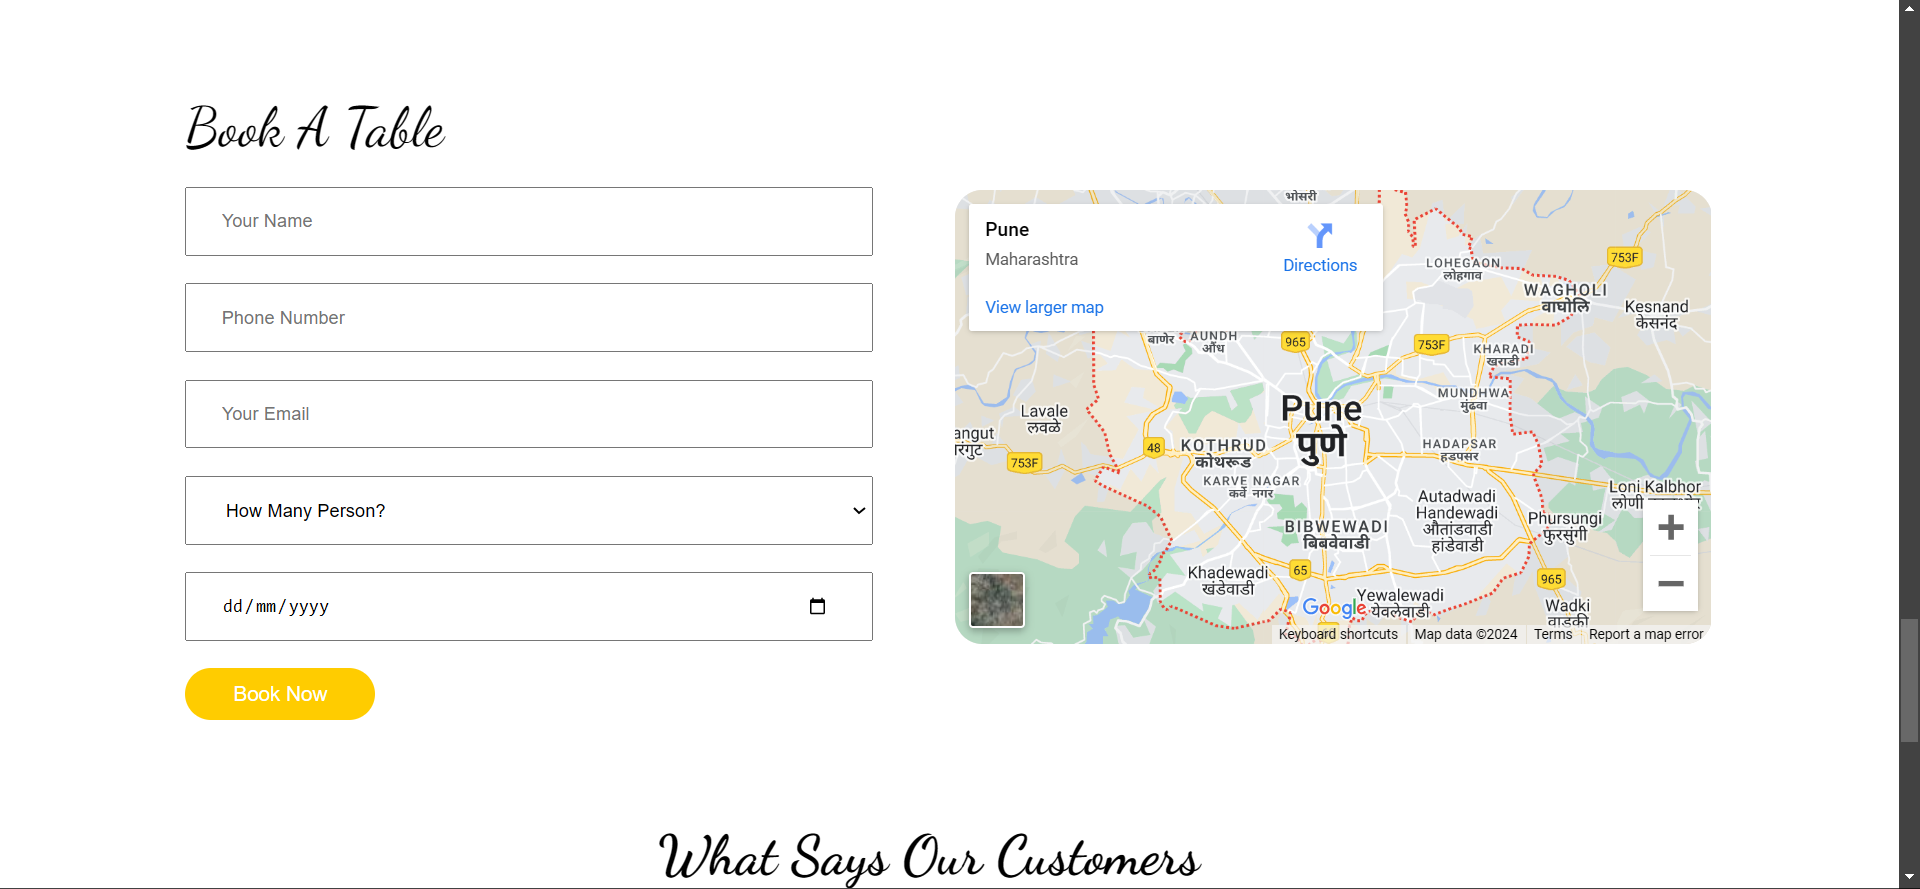 Book A Table
Your Name
Phone Number
Your Email
How Many Person?
dd/mm/yyyy
Book Now
Pune
Maharashtra
Directions
View larger map
भोसरी
LOHEGAON
लोहगाव
753F
WAGHOLI
वाघोलि
Kesnand
केसनंद
बाणेर
AUNDH
औंध
965
753F
KHARADI
खराडी
MUNDHWA
मुंढवा
Lavale
लवळे
Pune
पुणे
angut
रंगुट
753F
48
KOTHRUD
कोथरूड
HADAPSAR
हडपसर
KARVE NAGAR
कर्वे नगर
Autadwadi
Handewadi
औतांडवाडी
हांडेवाडी
Loni Kalbhor
लोणी
Phursungi
फुरसुंगी
BIBWEWADI
बिबवेवाडी
Khadewadi
खंडेवाडी
65
965
Yewalewadi
येवलेवाडी
Wadki
वाडकी
Google
Keyboard shortcuts
Map data ©2024
Terms
Report a map error
What Says Our Customers